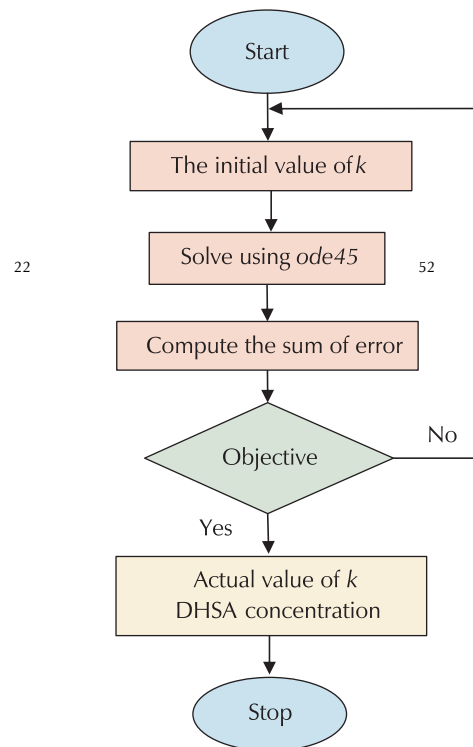 Start
The initial value of k
22
Solve using ode45
52
Compute the sum of error
Objective
No
Yes
Actual value of k
DHSA concentration
Stop